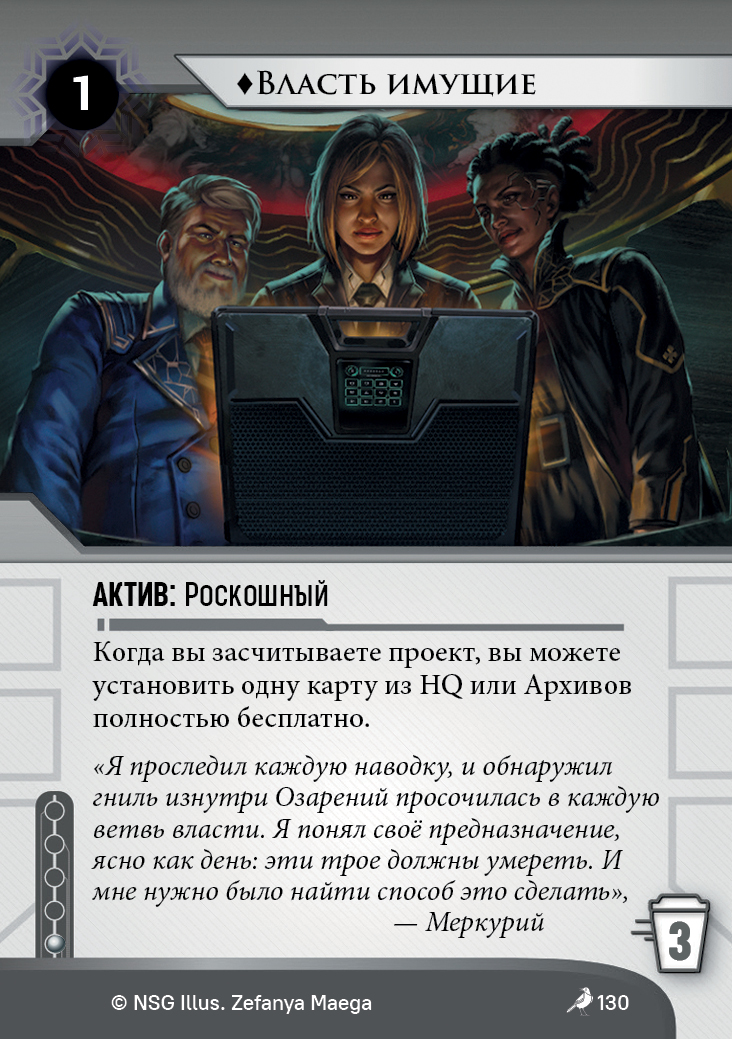 1
♦Власть имущие
АКТИВ: Роскошный
Когда вы засчитываете проект, вы можете
установить одну карту из HQ или Архивов
полностью бесплатно.
«Я проследил каждую наводку, и обнаружил
гниль изнутри Озарений просочилась в каждую
ветвь власти. Я понял своё предназначение,
ясно как день: эти трое должны умереть. И
мне нужно было найти способ это сделать»,
— Меркурий
3
© NSG Illus. Zefanya Maega
130